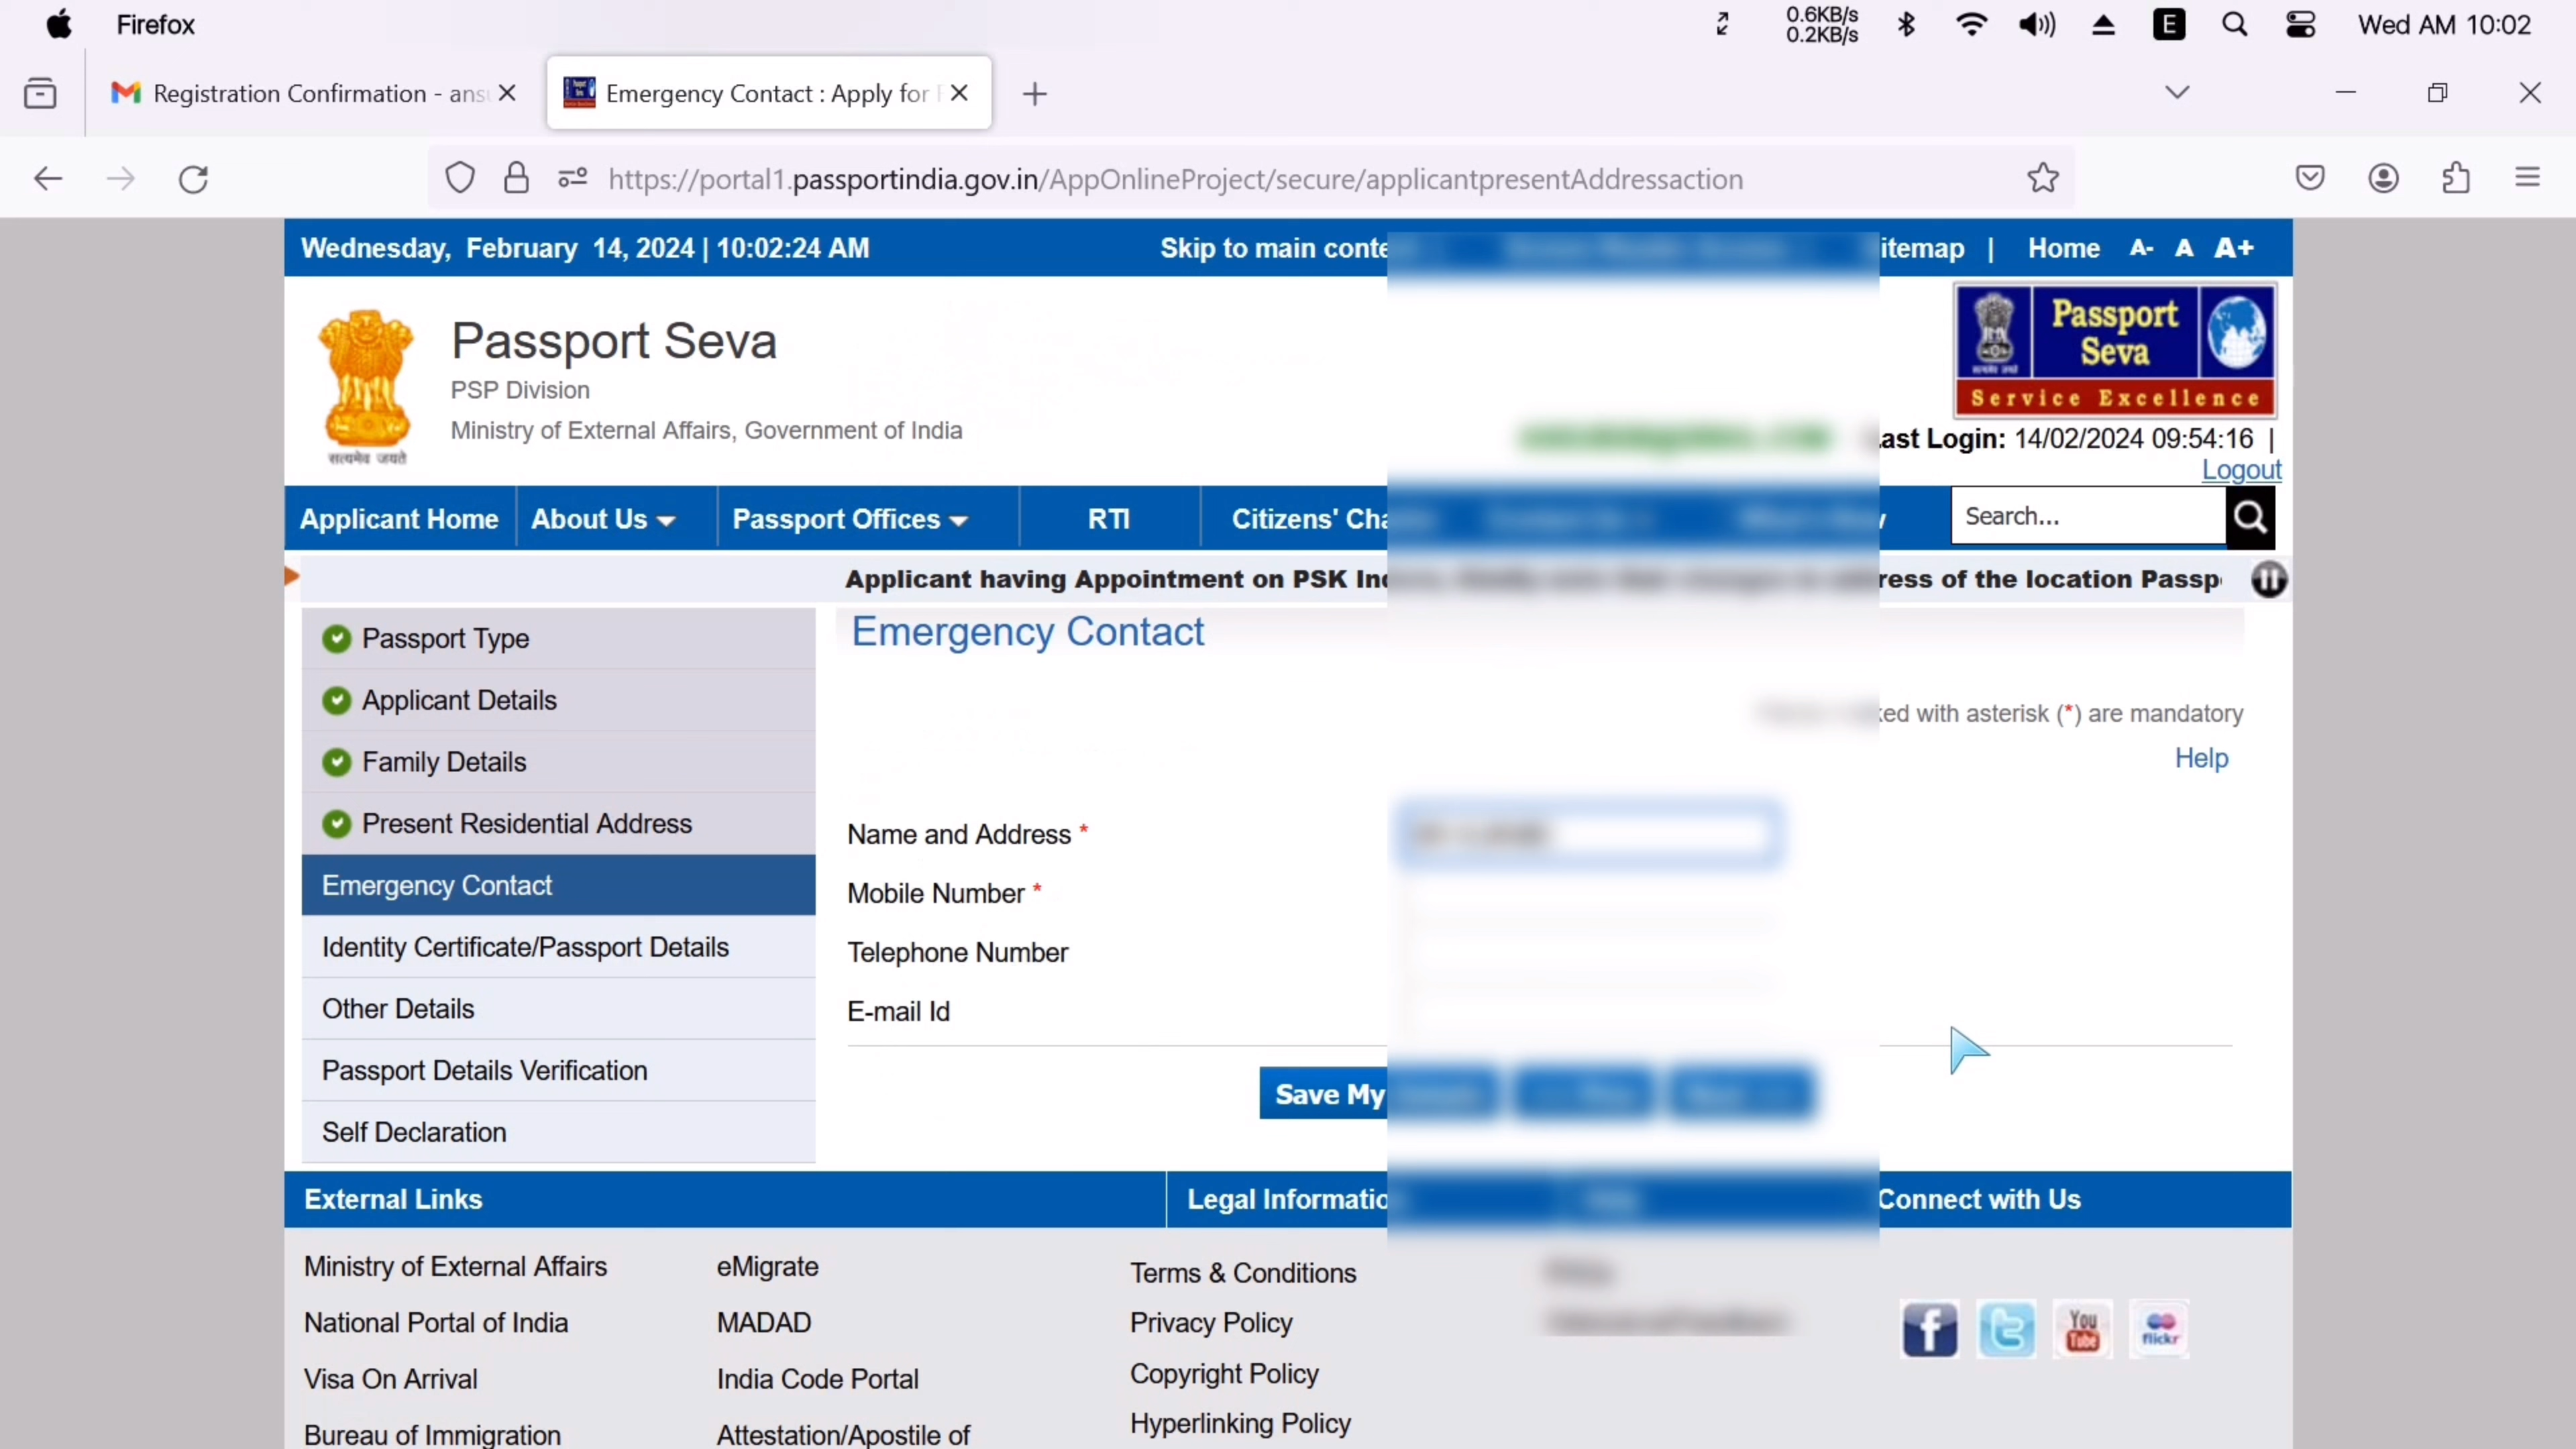 Firefox
0.6KB/s
0.2KB/s
E
Wed AM 10:02
Registration Confirmation - ans
Emergency Contact : Apply for
https://portal1.passportindia.gov.in/AppOnlineProject/secure/applicantpresentAddressaction
Wednesday, February 14, 2024 | 10:02:24 AM
Skip to main conte
itemap | Home A- A A+
Passport Seva
PSP Division
Ministry of External Affairs, Government of India
सत्यमेव जयते
Passport
Seva
Service Excellence
ast Login: 14/02/2024 09:54:16 |
Logout
Applicant Home About Us Passport Offices RTI Citizens' Cha
Search...
Applicant having Appointment on PSK In
ress of the location Passp
Passport Type
Applicant Details
Family Details
Present Residential Address
Emergency Contact
Identity Certificate/Passport Details
Other Details
Passport Details Verification
Self Declaration
Emergency Contact
ked with asterisk (*) are mandatory
Help
Name and Address *
Mobile Number *
Telephone Number
E-mail Id
Save My
External Links
Legal Informatio
Connect with Us
Ministry of External Affairs
National Portal of India
Visa On Arrival
Bureau of Immigration
eMigrate
MADAD
India Code Portal
Attestation/Apostile of
Terms & Conditions
Privacy Policy
Copyright Policy
Hyperlinking Policy
You
Tube
flickr